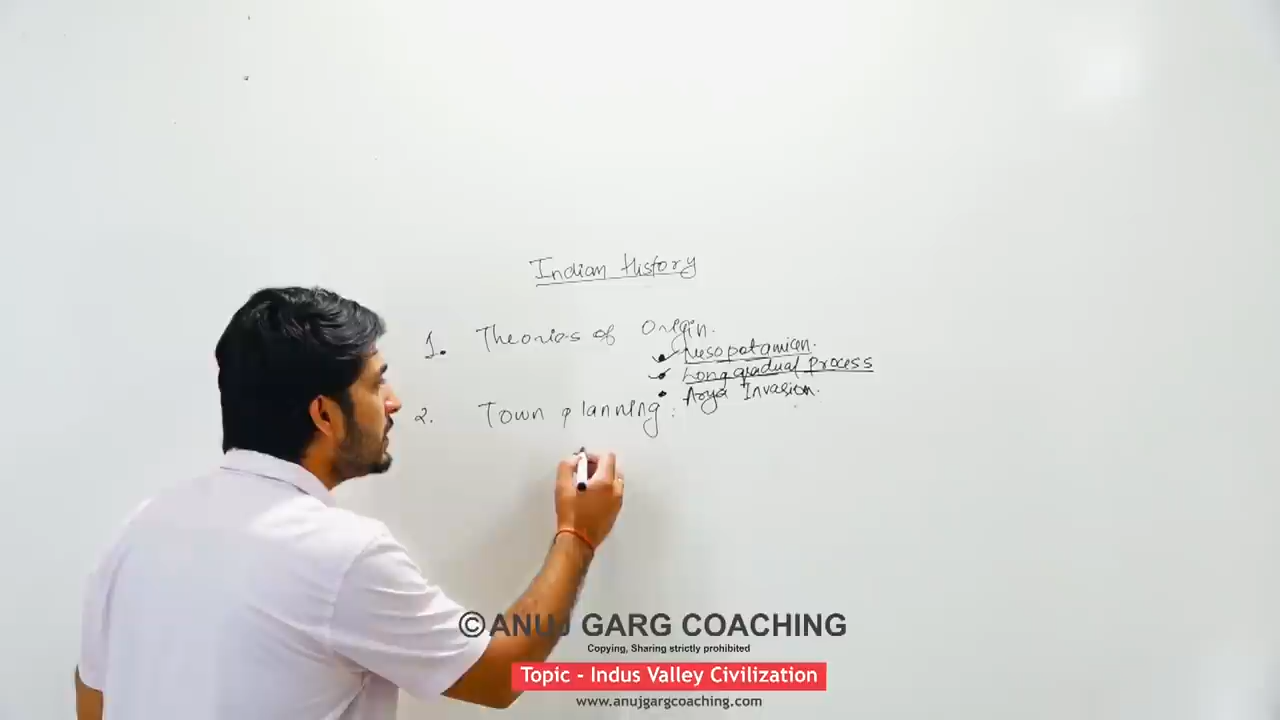 Indian History
1. Theories of Origin.
Mesopotamian.
Long gradual Process
Arya Invasion.
2. Town planning:
©ANUJ GARG COACHING
Copying, Sharing strictly prohibited
Topic - Indus Valley Civilization
www.anujgargcoaching.com